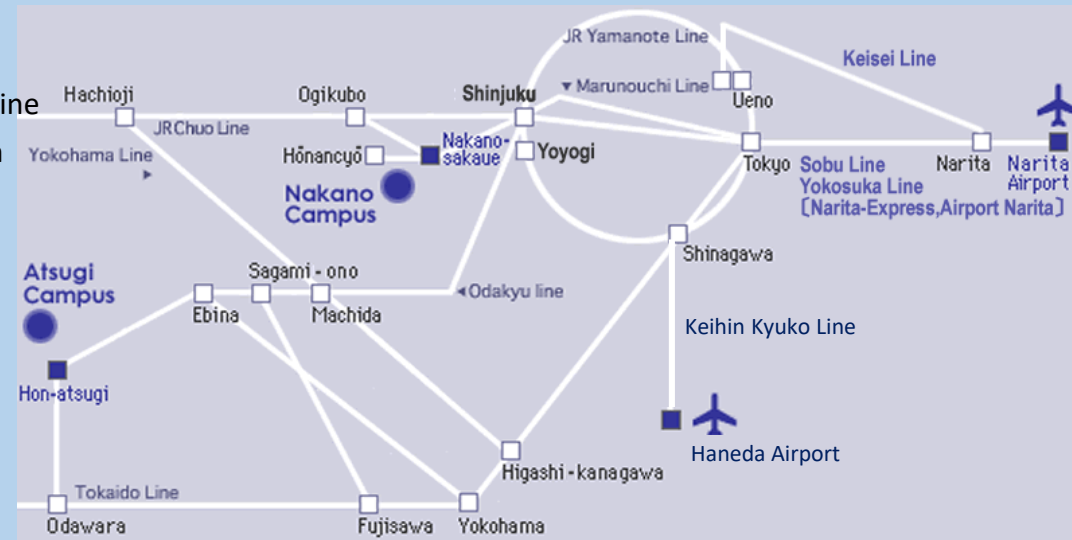 JR Yamanote Line
Keisei Line
ine
Hachioji
Ogikubo
Shinjuku
Marunouchi Line
Ueno
JR Chuo Line
Nakano-
sakaue
Yokohama Line
Hōnancyō
Yoyogi
Tokyo
Sobu Line
Yokosuka Line
〔Narita-Express,Airport Narita〕
Narita
Narita
Airport
Nakano
Campus
Shinagawa
Atsugi
Campus
Sagami-ono
Odakyu line
Ebina
Machida
Keihin Kyuko Line
Hon-atsugi
Haneda Airport
Higashi-kanagawa
Tokaido Line
Odawara
Fujisawa
Yokohama